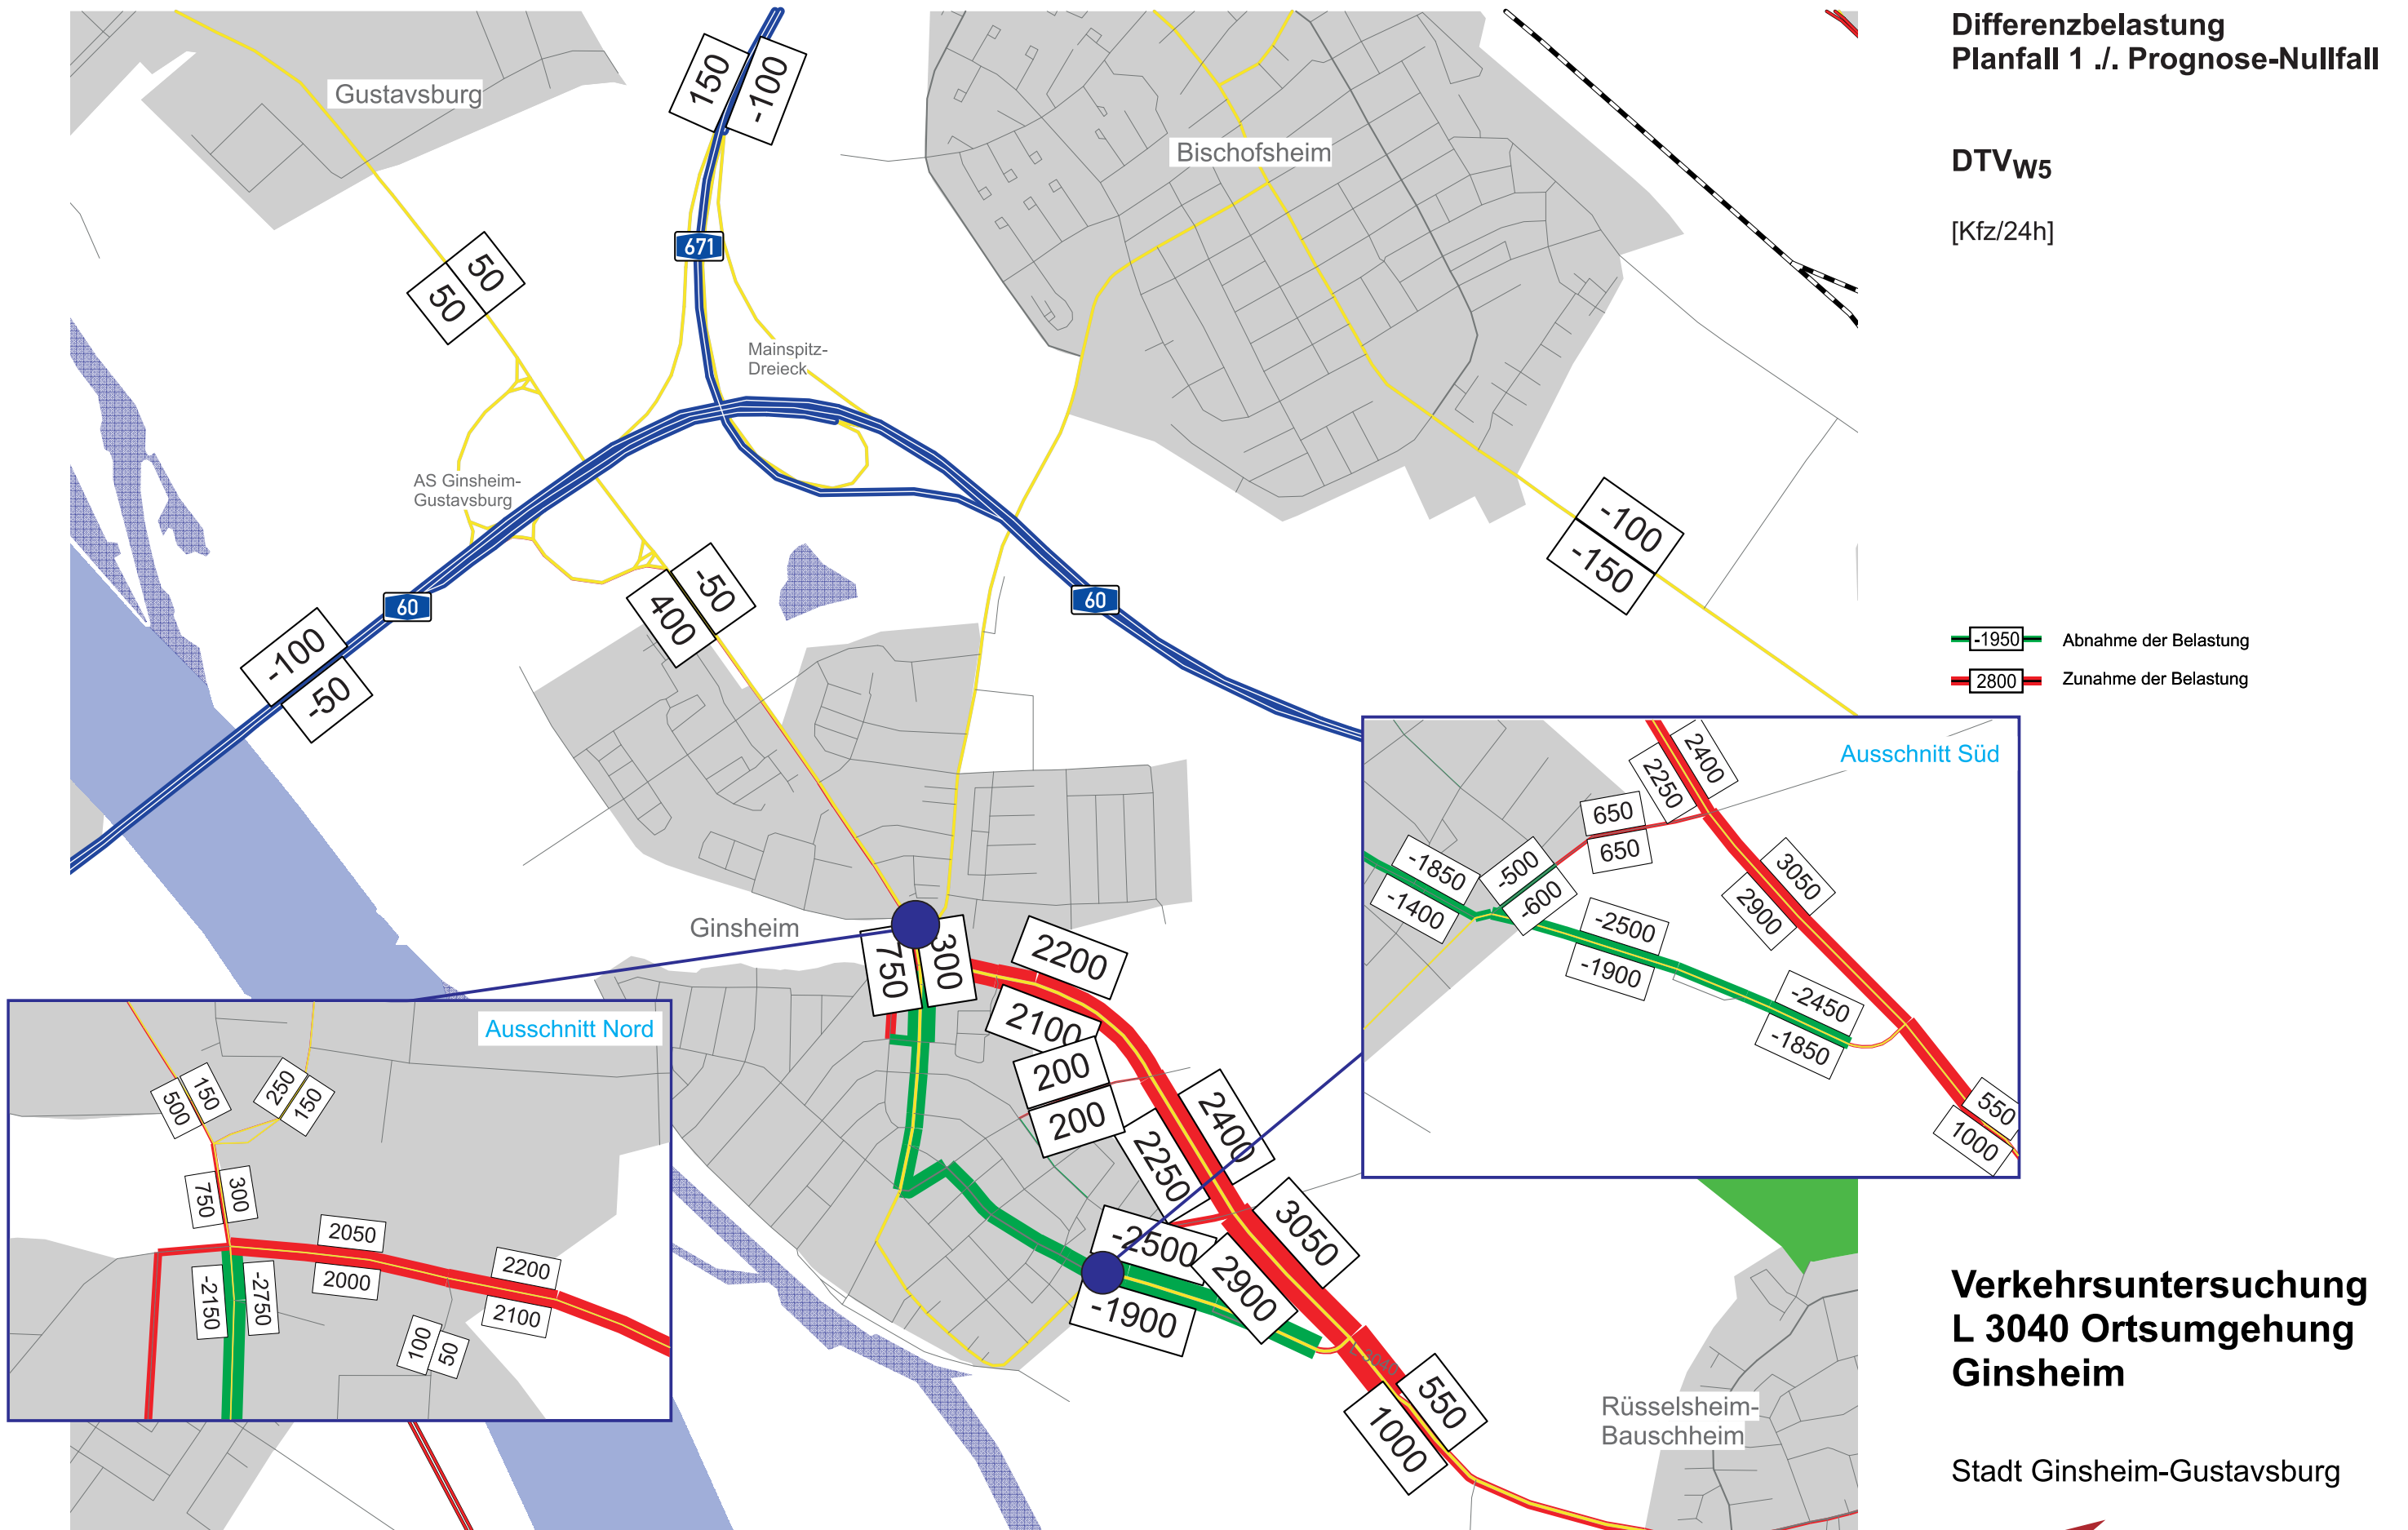 Differenzbelastung
Planfall 1 ./. Prognose-Nullfall
DTVW5
[Kfz/24h]
-1950 Abnahme der Belastung
2800 Zunahme der Belastung
Verkehrsuntersuchung
L 3040 Ortsumgehung
Ginsheim
Stadt Ginsheim-Gustavsburg
Gustavsburg
150
-100
Bischofsheim
671
50
50
Mainspitz-
Dreieck
AS Ginsheim-
Gustavsburg
60
60
-100
-50
-50
400
-100
-150
Ginsheim
750
300
2200
2100
200
200
2400
2250
3050
2900
-2500
-1900
L 3040
550
1000
Rüsselsheim-
Bauschheim
Ausschnitt Nord
150
500
250
150
750
300
2050
2000
2200
2100
-2150
-2750
100
50
Ausschnitt Süd
2400
2250
650
650
-1850
-1400
-500
-600
3050
2900
-2500
-1900
-2450
-1850
550
1000